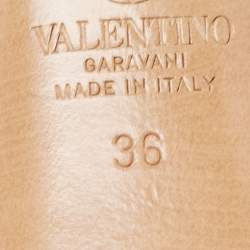 VALENTINO
GARAVANI
MADE IN ITALY
36